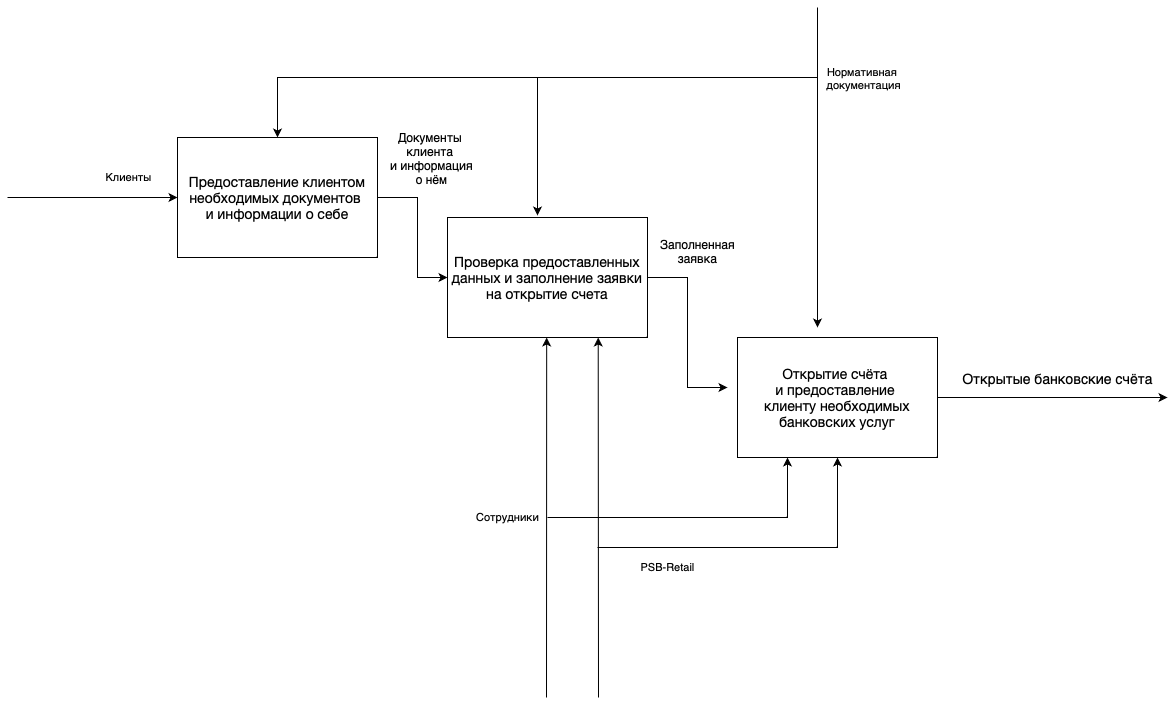 Нормативная
документация
Клиенты
Предоставление клиентом
необходимых документов
и информации о себе
Документы
клиента
и информация
о нём
Проверка предоставленных
данных и заполнение заявки
на открытие счета
Заполненная
заявка
Открытие счёта
и предоставление
клиенту необходимых
банковских услуг
Открытые банковские счёта
Сотрудники
PSB-Retail